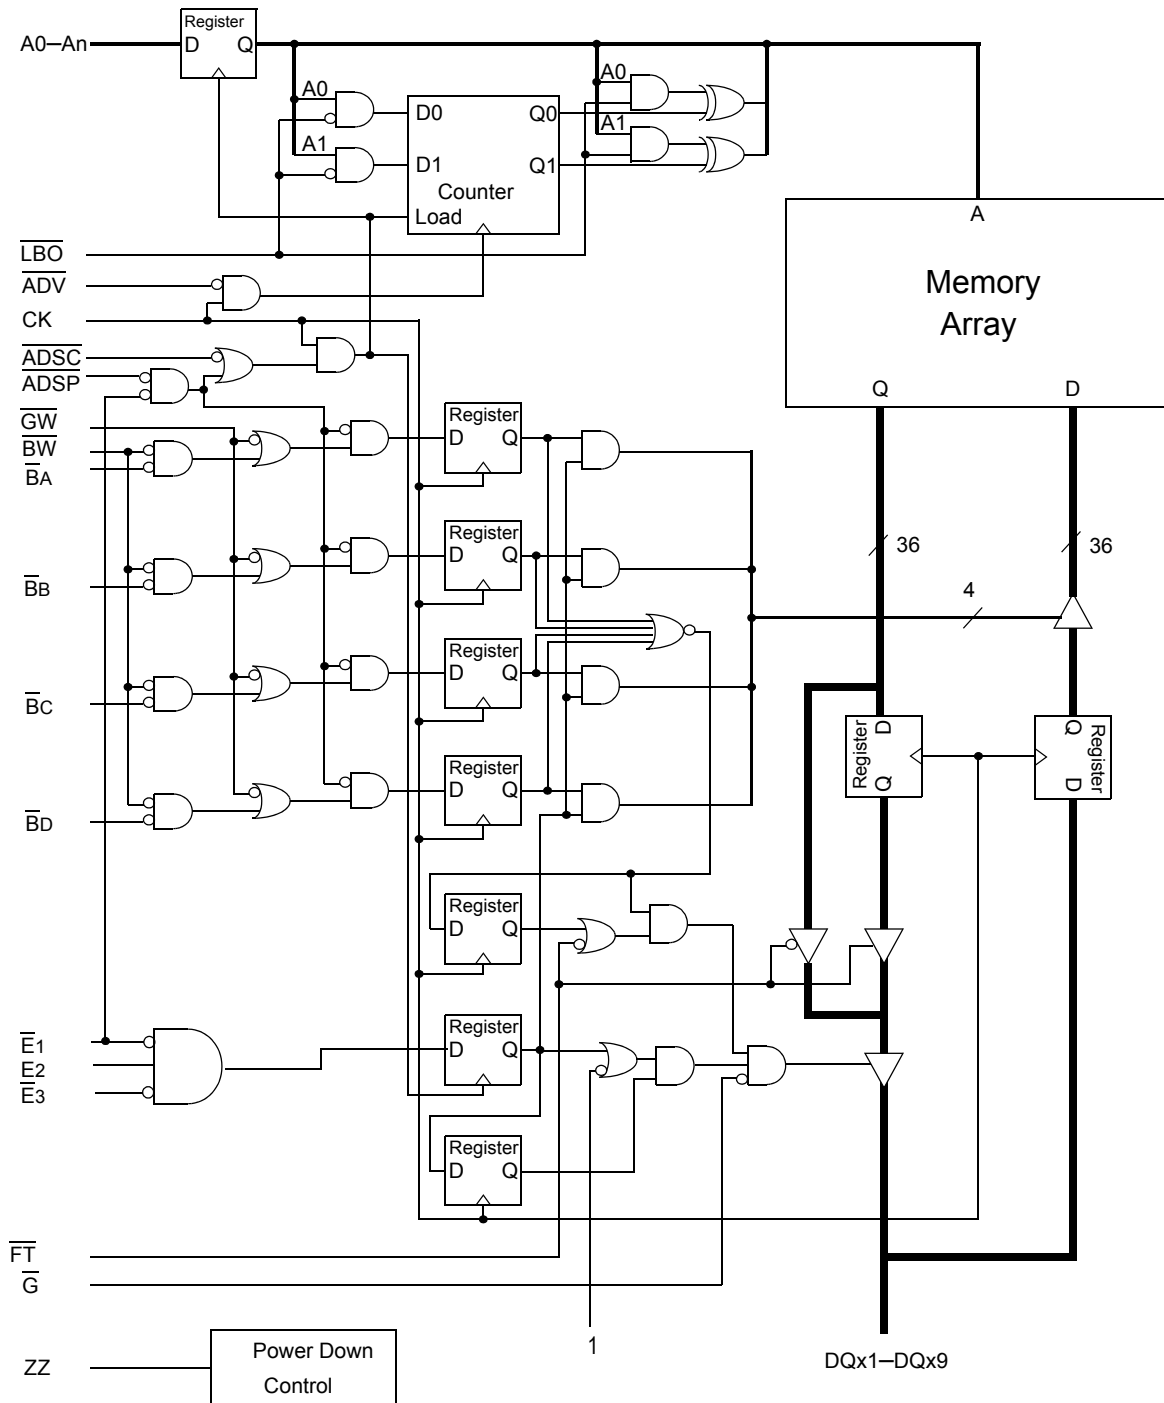 Register
A0–An
D Q
A0
A0
D0
Q0
A1
A1
D1
Q1
Counter
Load
A
LBO
ADV
Memory
CK
Array
ADSC
ADSP
Q D
GW
Register
BW
D Q
BA
Register
36 36
D Q
BB
4
Register
D Q
BC
Register
D
Q
Register
Q
D
Register
D Q
BD
Register
D Q
Register
E1
D Q
E2
E3
Register
D Q
FT
G
1
Power Down
DQx1–DQx9
ZZ
Control